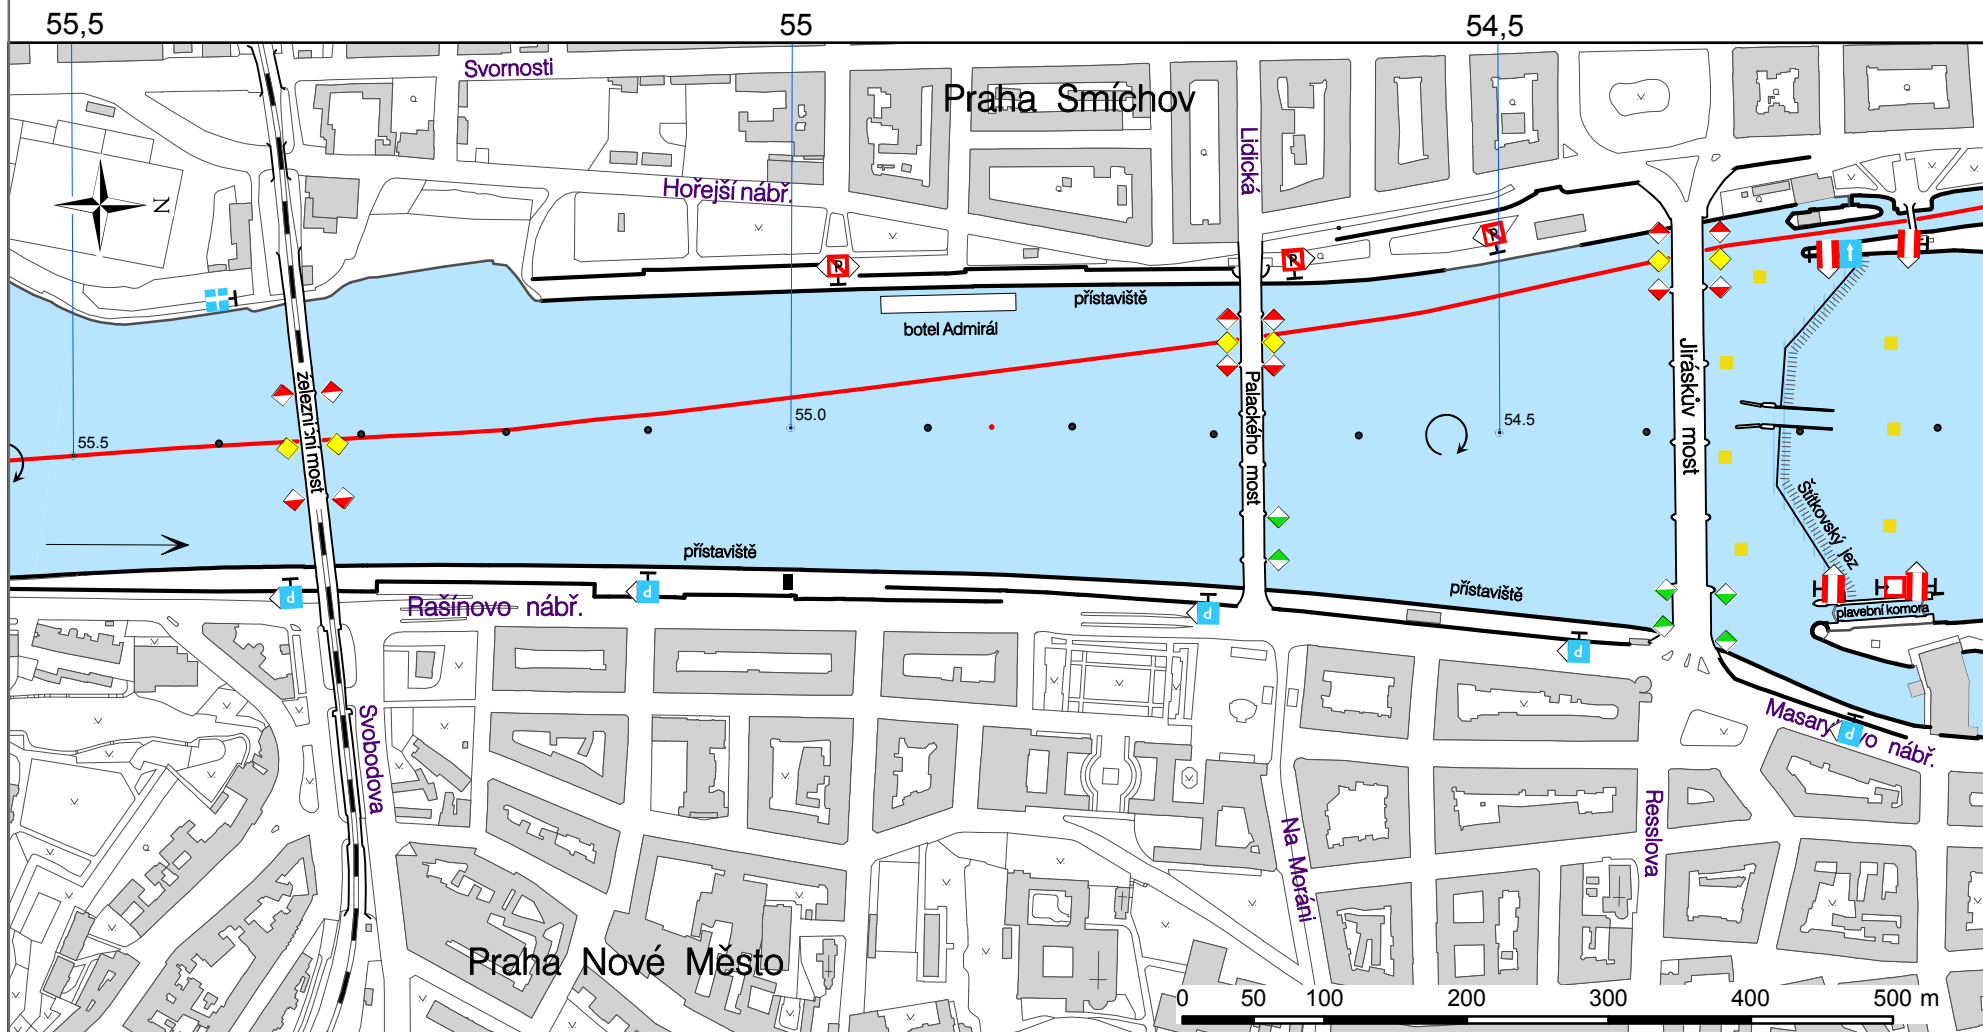 55,5
55
54,5
Svornosti
Praha Smíchov
Lidická
Hořejší nábř.
N
P
P
P
přístaviště
botel Admirál
železniční most
Palackého most
Jiráskův most
55.5
55.0
54.5
Štítkovský jez
přístaviště
přístaviště
plavební komora
P
P
P
P
P
Rašínovo nábř.
Svobodova
Na Moráni
Resslova
nábř.
Praha Nové Město
0 50 100 200 300 400 500 m